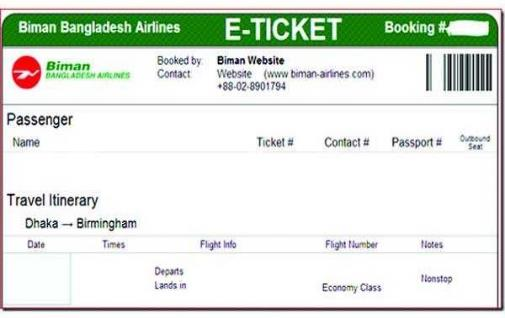 Biman Bangladesh Airlines E-TICKET Booking #
Biman
BANGLADESH AIRLINES
Booked by: Biman Website
Contact: Website (www.biman-airlines.com)
+88-02-8901794
Passenger
Name Ticket # Contact # Passport # Outbound Seat
Travel Itinerary
Dhaka → Birmingham
Date Times Flight Info Flight Number Notes
Departs
Lands in Economy Class Nonstop